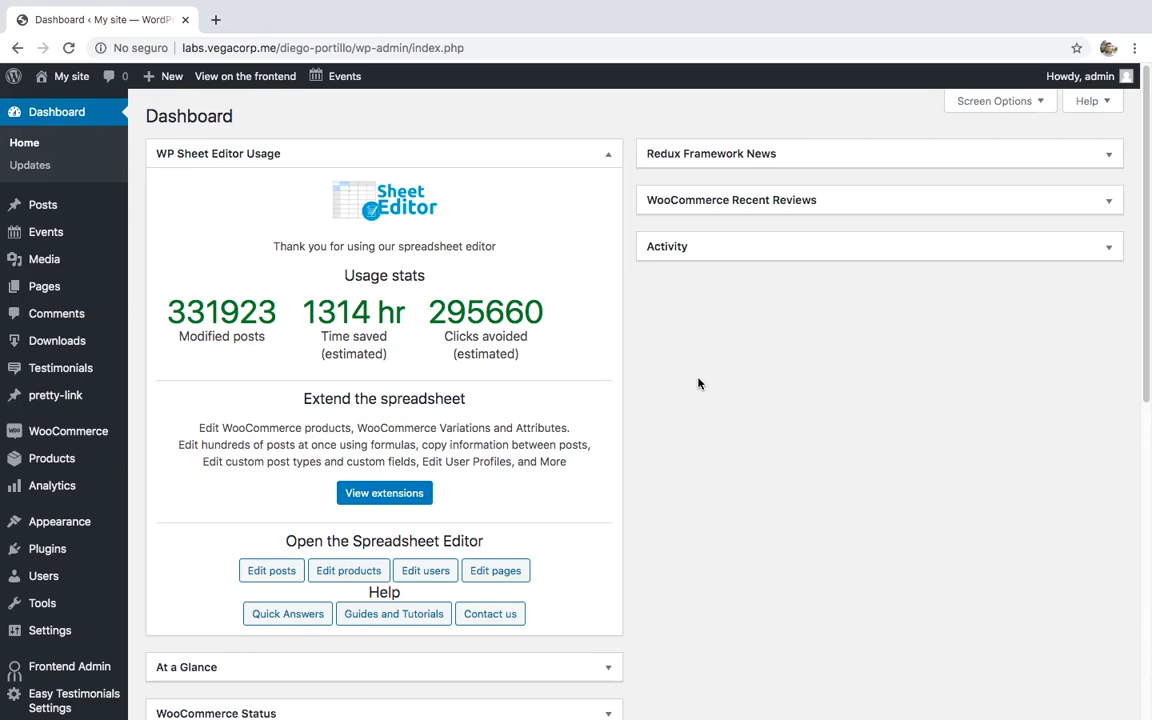 Dashboard ‹ My site — WordP
No seguro
labs.vegacorp.me/diego-portillo/wp-admin/index.php
My site
0
New
View on the frontend
Events
Howdy, admin
Dashboard
Home
Updates
Posts
Events
Media
Pages
Comments
Downloads
Testimonials
pretty-link
WooCommerce
Products
Analytics
Appearance
Plugins
Users
Tools
Settings
Frontend Admin
Easy Testimonials
Settings
Screen Options
Help
Dashboard
WP Sheet Editor Usage
Sheet
Editor
Thank you for using our spreadsheet editor
Usage stats
331923
Modified posts
1314 hr
Time saved
(estimated)
295660
Clicks avoided
(estimated)
Extend the spreadsheet
Edit WooCommerce products, WooCommerce Variations and Attributes.
Edit hundreds of posts at once using formulas, copy information between posts,
Edit custom post types and custom fields, Edit User Profiles, and More
View extensions
Open the Spreadsheet Editor
Edit posts
Edit products
Edit users
Edit pages
Help
Quick Answers
Guides and Tutorials
Contact us
At a Glance
WooCommerce Status
Redux Framework News
WooCommerce Recent Reviews
Activity